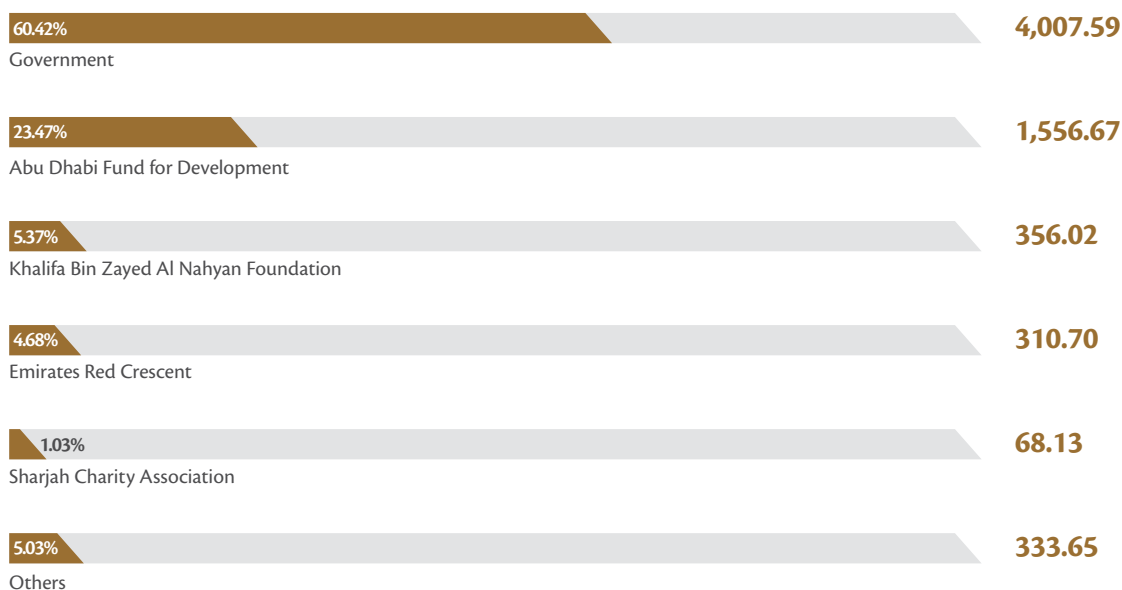 60.42%
4,007.59
Government
23.47%
1,556.67
Abu Dhabi Fund for Development
5.37%
356.02
Khalifa Bin Zayed Al Nahyan Foundation
4.68%
310.70
Emirates Red Crescent
1.03%
68.13
Sharjah Charity Association
5.03%
333.65
Others